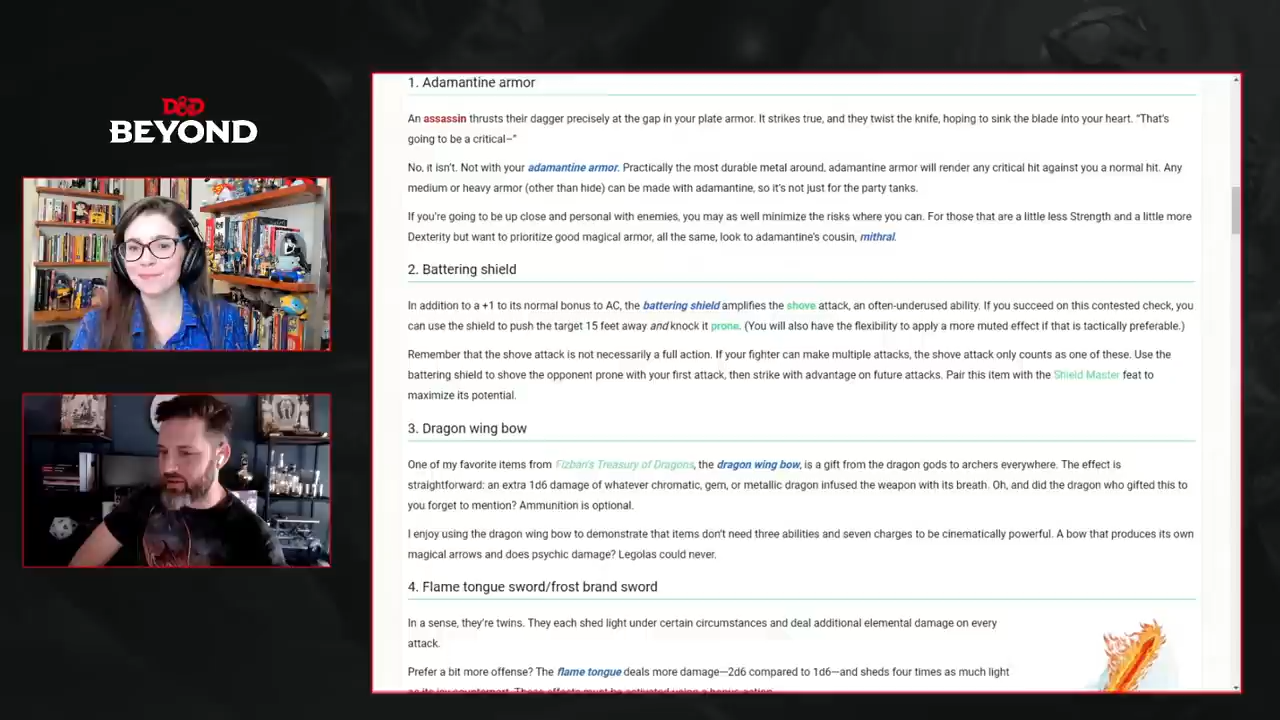 D&D
BEYOND
1. Adamantine armor
An assassin thrusts their dagger precisely at the gap in your plate armor. It strikes true, and they twist the knife, hoping to sink the blade into your heart. “That’s
going to be a critical–”
No, it isn’t. Not with your adamantine armor. Practically the most durable metal around, adamantine armor will render any critical hit against you a normal hit. Any
medium or heavy armor (other than hide) can be made with adamantine, so it’s not just for the party tanks.
If you’re going to be up close and personal with enemies, you may as well minimize the risks where you can. For those that are a little less Strength and a little more
Dexterity but want to prioritize good magical armor, all the same, look to adamantine’s cousin, mithral.
2. Battering shield
In addition to a +1 to its normal bonus to AC, the battering shield amplifies the shove attack, an often-underused ability. If you succeed on this contested check, you
can use the shield to push the target 15 feet away and knock it prone. (You will also have the flexibility to apply a more muted effect if that is tactically preferable.)
Remember that the shove attack is not necessarily a full action. If your fighter can make multiple attacks, the shove attack only counts as one of these. Use the
battering shield to shove the opponent prone with your first attack, then strike with advantage on future attacks. Pair this item with the Shield Master feat to
maximize its potential.
3. Dragon wing bow
One of my favorite items from Fizban’s Treasury of Dragons, the dragon wing bow, is a gift from the dragon gods to archers everywhere. The effect is
straightforward: an extra 1d6 damage of whatever chromatic, gem, or metallic dragon infused the weapon with its breath. Oh, and did the dragon who gifted this to
you forget to mention? Ammunition is optional.
I enjoy using the dragon wing bow to demonstrate that items don’t need three abilities and seven charges to be cinematically powerful. A bow that produces its own
magical arrows and does psychic damage? Legolas could never.
4. Flame tongue sword/frost brand sword
In a sense, they’re twins. They each shed light under certain circumstances and deal additional elemental damage on every
attack.
Prefer a bit more offense? The flame tongue deals more damage—2d6 compared to 1d6—and sheds four times as much light